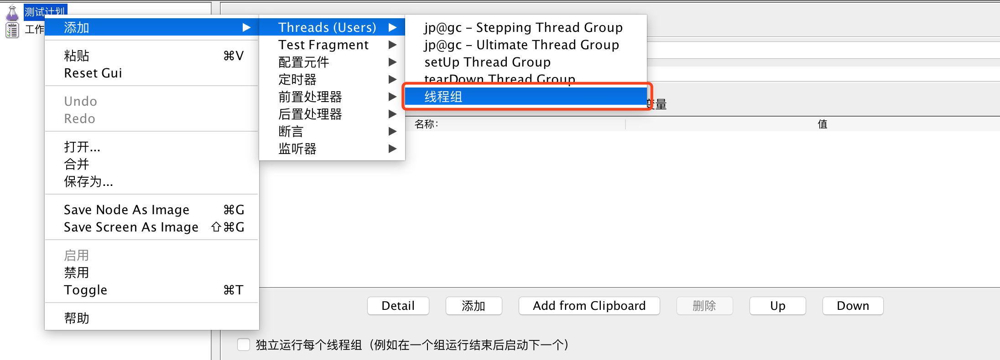 测试计划
工作
添加
粘贴 ⌘V
Reset Gui
Undo
Redo
打开...
合并
保存为...
Save Node As Image ⌘G
Save Screen As Image ⇧⌘G
启用
禁用
Toggle ⌘T
帮助
Threads (Users)
Test Fragment
配置元件
定时器
前置处理器
后置处理器
断言
监听器
jp@gc - Stepping Thread Group
jp@gc - Ultimate Thread Group
setUp Thread Group
tearDown Thread Group
线程组
变量
名称: 值
Detail 添加 Add from Clipboard 删除 Up Down
独立运行每个线程组（例如在一个组运行结束后启动下一个）